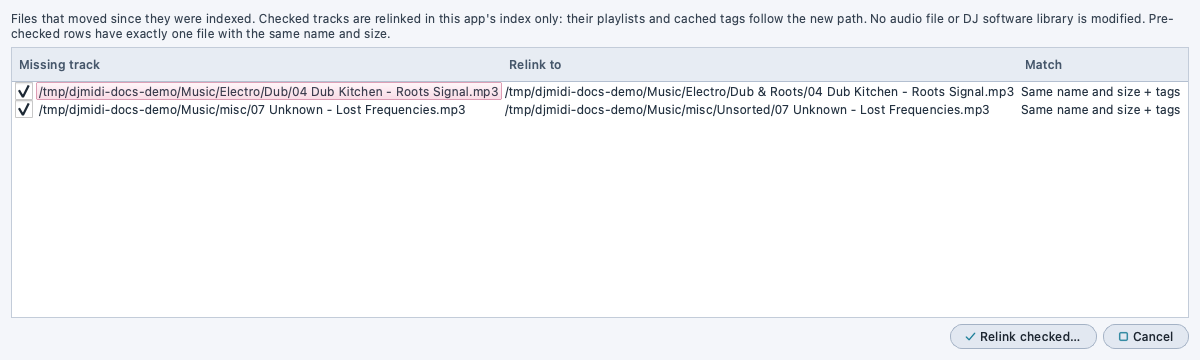 Files that moved since they were indexed. Checked tracks are relinked in this app's index only: their playlists and cached tags follow the new path. No audio file or DJ software library is modified. Pre-
checked rows have exactly one file with the same name and size.
Missing track Relink to Match
/tmp/djmidi-docs-demo/Music/Electro/Dub/04 Dub Kitchen - Roots Signal.mp3 /tmp/djmidi-docs-demo/Music/Electro/Dub & Roots/04 Dub Kitchen - Roots Signal.mp3 Same name and size + tags
/tmp/djmidi-docs-demo/Music/misc/07 Unknown - Lost Frequencies.mp3 /tmp/djmidi-docs-demo/Music/misc/Unsorted/07 Unknown - Lost Frequencies.mp3 Same name and size + tags
Relink checked... Cancel